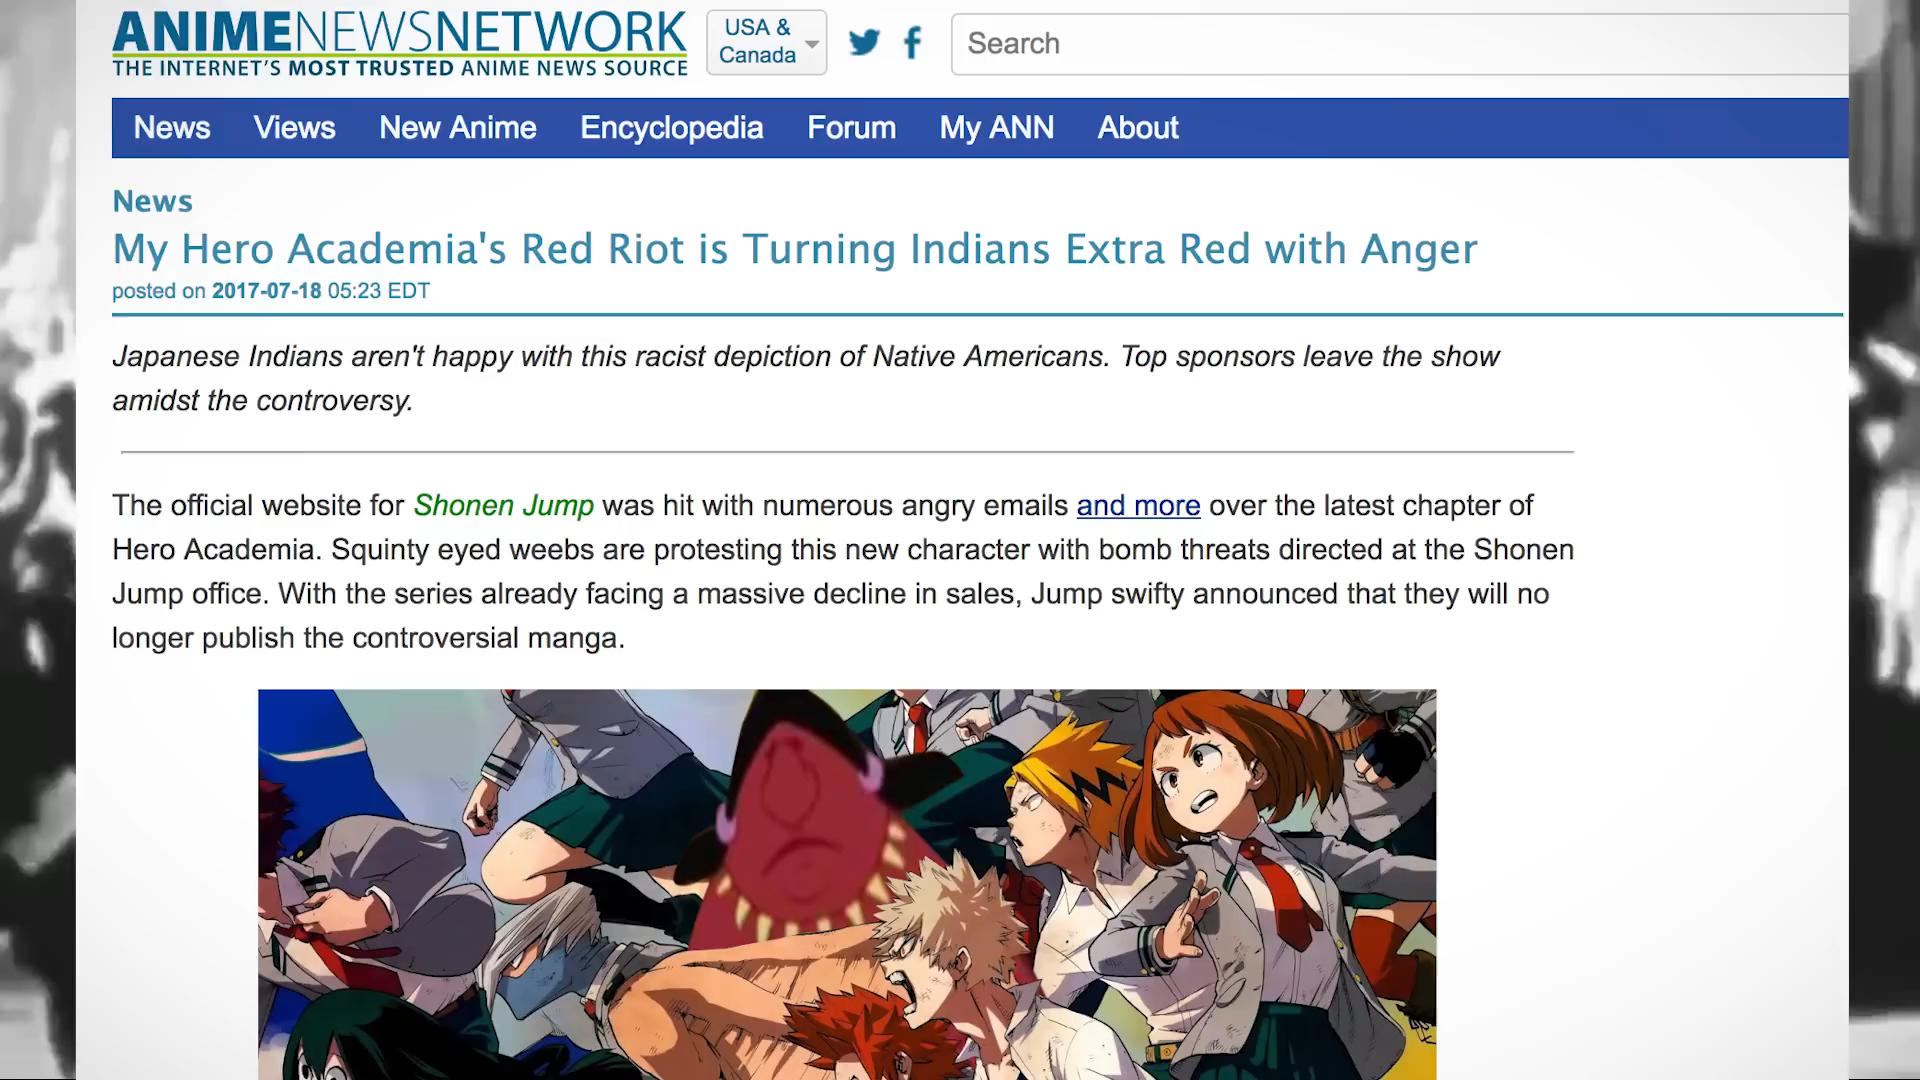 ANIMENEWSNETWORK
THE INTERNET'S MOST TRUSTED ANIME NEWS SOURCE
USA &
Canada
Search
News Views New Anime Encyclopedia Forum My ANN About
News
My Hero Academia's Red Riot is Turning Indians Extra Red with Anger
posted on 2017-07-18 05:23 EDT
Japanese Indians aren't happy with this racist depiction of Native Americans. Top sponsors leave the show
amidst the controversy.
The official website for Shonen Jump was hit with numerous angry emails and more over the latest chapter of
Hero Academia. Squinty eyed weebs are protesting this new character with bomb threats directed at the Shonen
Jump office. With the series already facing a massive decline in sales, Jump swifty announced that they will no
longer publish the controversial manga.